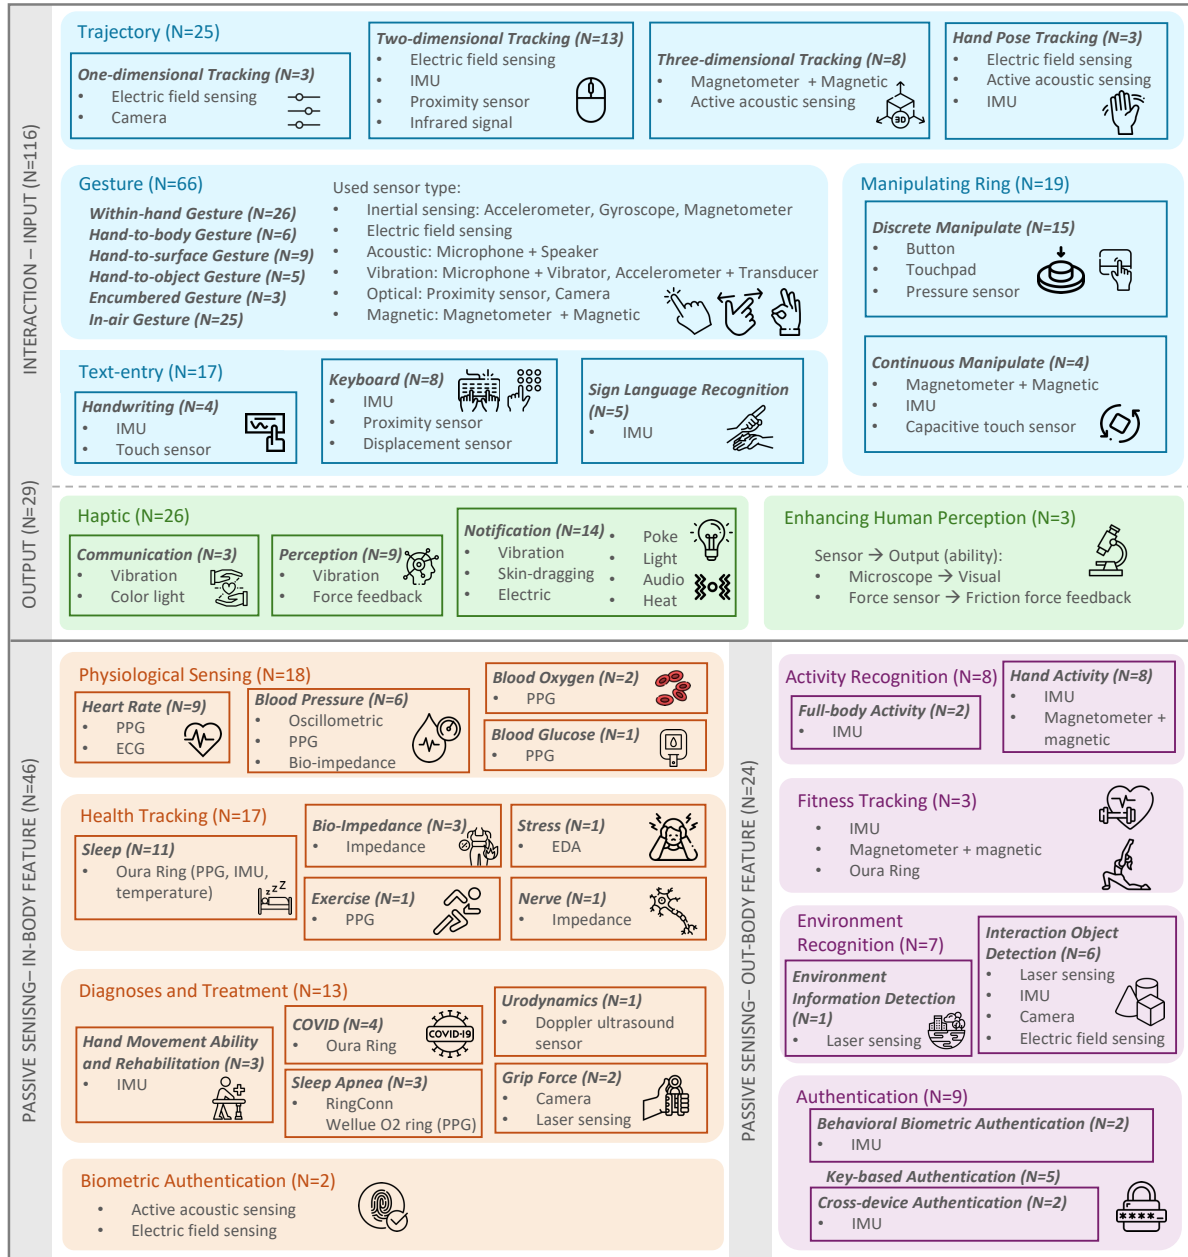 INTERACTION – INPUT (N=116)
Trajectory (N=25)
One-dimensional Tracking (N=3)
• Electric field sensing
• Camera
Two-dimensional Tracking (N=13)
• Electric field sensing
• IMU
• Proximity sensor
• Infrared signal
Three-dimensional Tracking (N=8)
• Magnetometer + Magnetic
• Active acoustic sensing
3D
Hand Pose Tracking (N=3)
• Electric field sensing
• Active acoustic sensing
• IMU
Gesture (N=66)
Within-hand Gesture (N=26)
Hand-to-body Gesture (N=6)
Hand-to-surface Gesture (N=9)
Hand-to-object Gesture (N=5)
Encumbered Gesture (N=3)
In-air Gesture (N=25)
Used sensor type:
• Inertial sensing: Accelerometer, Gyroscope, Magnetometer
• Electric field sensing
• Acoustic: Microphone + Speaker
• Vibration: Microphone + Vibrator, Accelerometer + Transducer
• Optical: Proximity sensor, Camera
• Magnetic: Magnetometer + Magnetic
Manipulating Ring (N=19)
Discrete Manipulate (N=15)
• Button
• Touchpad
• Pressure sensor
Continuous Manipulate (N=4)
• Magnetometer + Magnetic
• IMU
• Capacitive touch sensor
Text-entry (N=17)
Handwriting (N=4)
• IMU
• Touch sensor
Keyboard (N=8)
• IMU
• Proximity sensor
• Displacement sensor
Sign Language Recognition
(N=5)
• IMU
OUTPUT (N=29)
Haptic (N=26)
Communication (N=3)
• Vibration
• Color light
Perception (N=9)
• Vibration
• Force feedback
Notification (N=14)
• Vibration
• Skin-dragging
• Electric
• Poke
• Light
• Audio
• Heat
Enhancing Human Perception (N=3)
Sensor → Output (ability):
• Microscope → Visual
• Force sensor → Friction force feedback
PASSIVE SENISNG– IN-BODY FEATURE (N=46)
Physiological Sensing (N=18)
Heart Rate (N=9)
• PPG
• ECG
Blood Pressure (N=6)
• Oscillometric
• PPG
• Bio-impedance
Blood Oxygen (N=2)
• PPG
Blood Glucose (N=1)
• PPG
Health Tracking (N=17)
Sleep (N=11)
• Oura Ring (PPG, IMU,
temperature)
z z Z
Bio-Impedance (N=3)
• Impedance
Stress (N=1)
• EDA
Exercise (N=1)
• PPG
Nerve (N=1)
• Impedance
Diagnoses and Treatment (N=13)
Hand Movement Ability
and Rehabilitation (N=3)
• IMU
COVID (N=4)
• Oura Ring
COVID-19
Sleep Apnea (N=3)
• RingConn
• Wellue O2 ring (PPG)
Urodynamics (N=1)
• Doppler ultrasound
sensor
Grip Force (N=2)
• Camera
• Laser sensing
Biometric Authentication (N=2)
• Active acoustic sensing
• Electric field sensing
PASSIVE SENISNG– OUT-BODY FEATURE (N=24)
Activity Recognition (N=8)
Full-body Activity (N=2)
• IMU
Hand Activity (N=8)
• IMU
• Magnetometer +
magnetic
Fitness Tracking (N=3)
• IMU
• Magnetometer + magnetic
• Oura Ring
Environment
Recognition (N=7)
Environment
Information Detection
(N=1)
• Laser sensing
Interaction Object
Detection (N=6)
• Laser sensing
• IMU
• Camera
• Electric field sensing
Authentication (N=9)
Behavioral Biometric Authentication (N=2)
• IMU
Key-based Authentication (N=5)
Cross-device Authentication (N=2)
• IMU
****_